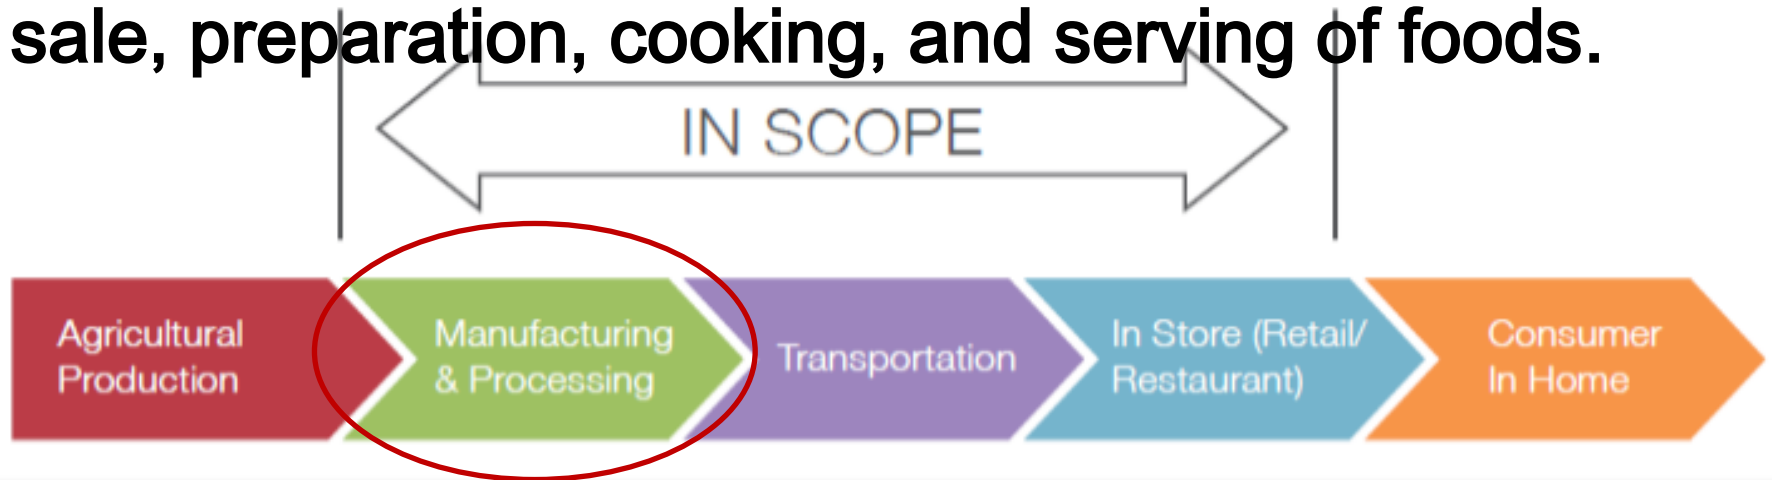 sale, preparation, cooking, and serving of foods.
IN SCOPE
Agricultural
Production
Manufacturing
& Processing
Transportation
In Store (Retail/
Restaurant)
Consumer
In Home